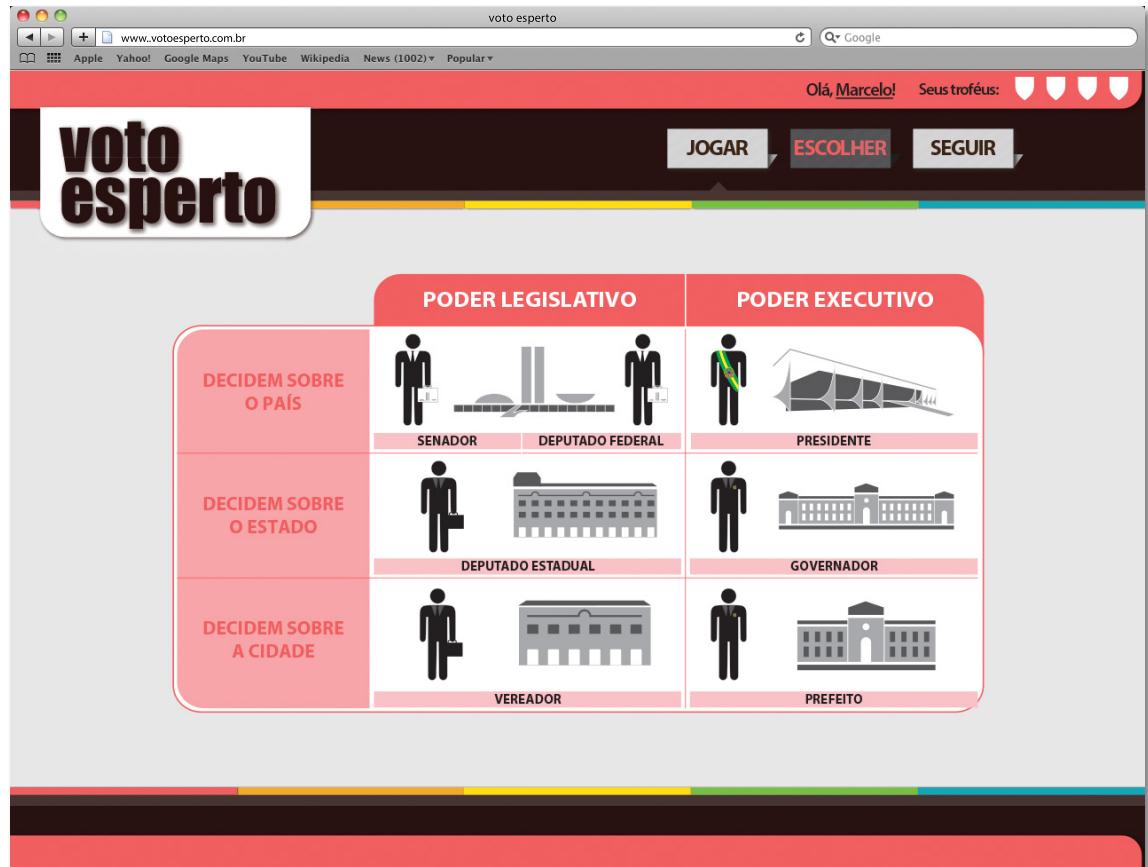 voto esperto
www..votoesperto.com.br
Google
Apple Yahoo! Google Maps YouTube Wikipedia News (1002) Popular
Olá, Marcelo! Seus troféus:
voto
esperto
JOGAR ESCOLHER SEGUIR
PODER LEGISLATIVO PODER EXECUTIVO
DECIDEM SOBRE
O PAÍS
SENADOR DEPUTADO FEDERAL PRESIDENTE
DECIDEM SOBRE
O ESTADO
DEPUTADO ESTADUAL GOVERNADOR
DECIDEM SOBRE
A CIDADE
VEREADOR PREFEITO